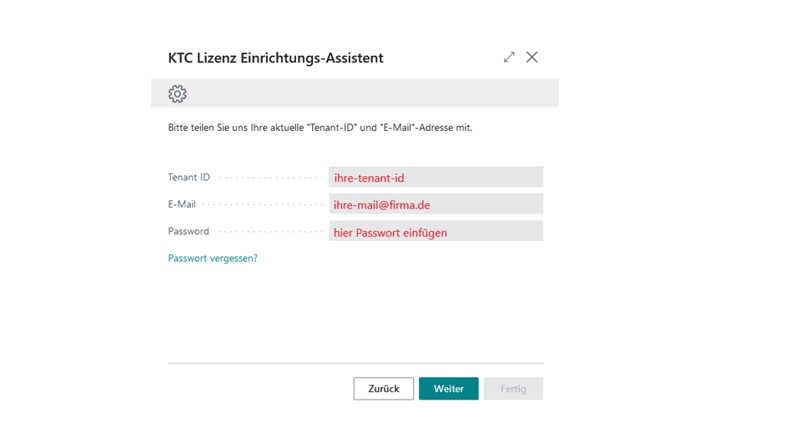 KTC Lizenz Einrichtungs-Assistent
Bitte teilen Sie uns Ihre aktuelle "Tenant-ID" und "E-Mail"-Adresse mit.
Tenant ID ihre-tenant-id
E-Mail ihre-mail@firma.de
Password hier Passwort einfügen
Passwort vergessen?
Zurück Weiter Fertig